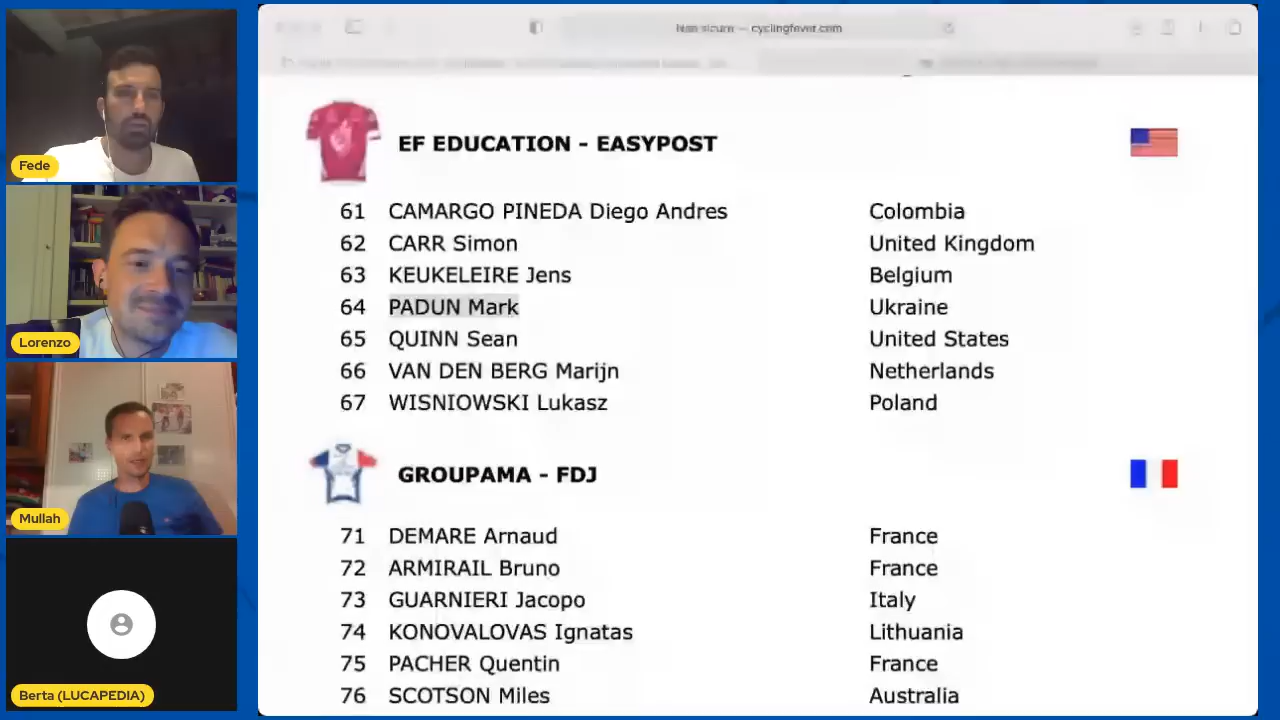 Fede
Lorenzo
Mullah
Berta (LUCAPEDIA)
cyclingfever.com
EF EDUCATION - EASYPOST
61 CAMARGO PINEDA Diego Andres Colombia
62 CARR Simon United Kingdom
63 KEUKELEIRE Jens Belgium
64 PADUN Mark Ukraine
65 QUINN Sean United States
66 VAN DEN BERG Marijn Netherlands
67 WISNIOWSKI Lukasz Poland
GROUPAMA - FDJ
71 DEMARE Arnaud France
72 ARMIRAIL Bruno France
73 GUARNIERI Jacopo Italy
74 KONOVALOVAS Ignatas Lithuania
75 PACHER Quentin France
76 SCOTSON Miles Australia